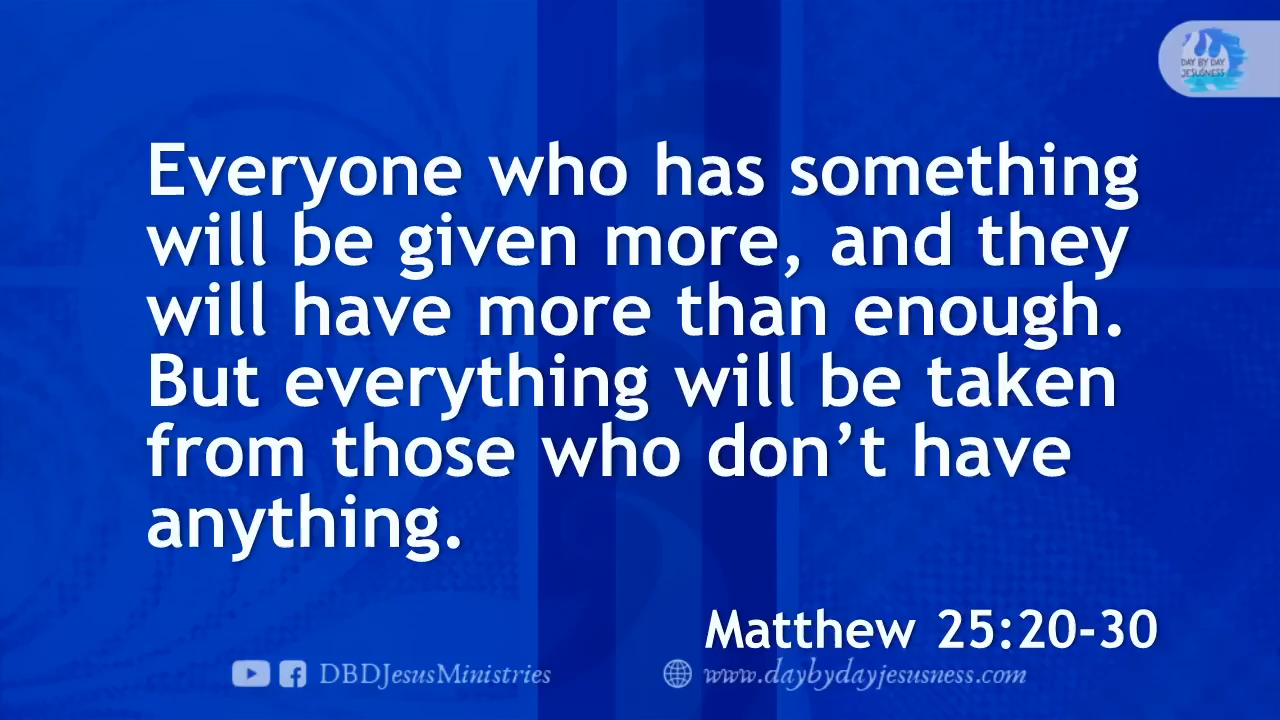 DAY BY DAY
JESUSNESS
Everyone who has something
will be given more, and they
will have more than enough.
But everything will be taken
from those who don’t have
anything.
Matthew 25:20-30
DBDJesusMinistries
www.daybydayjesusness.com